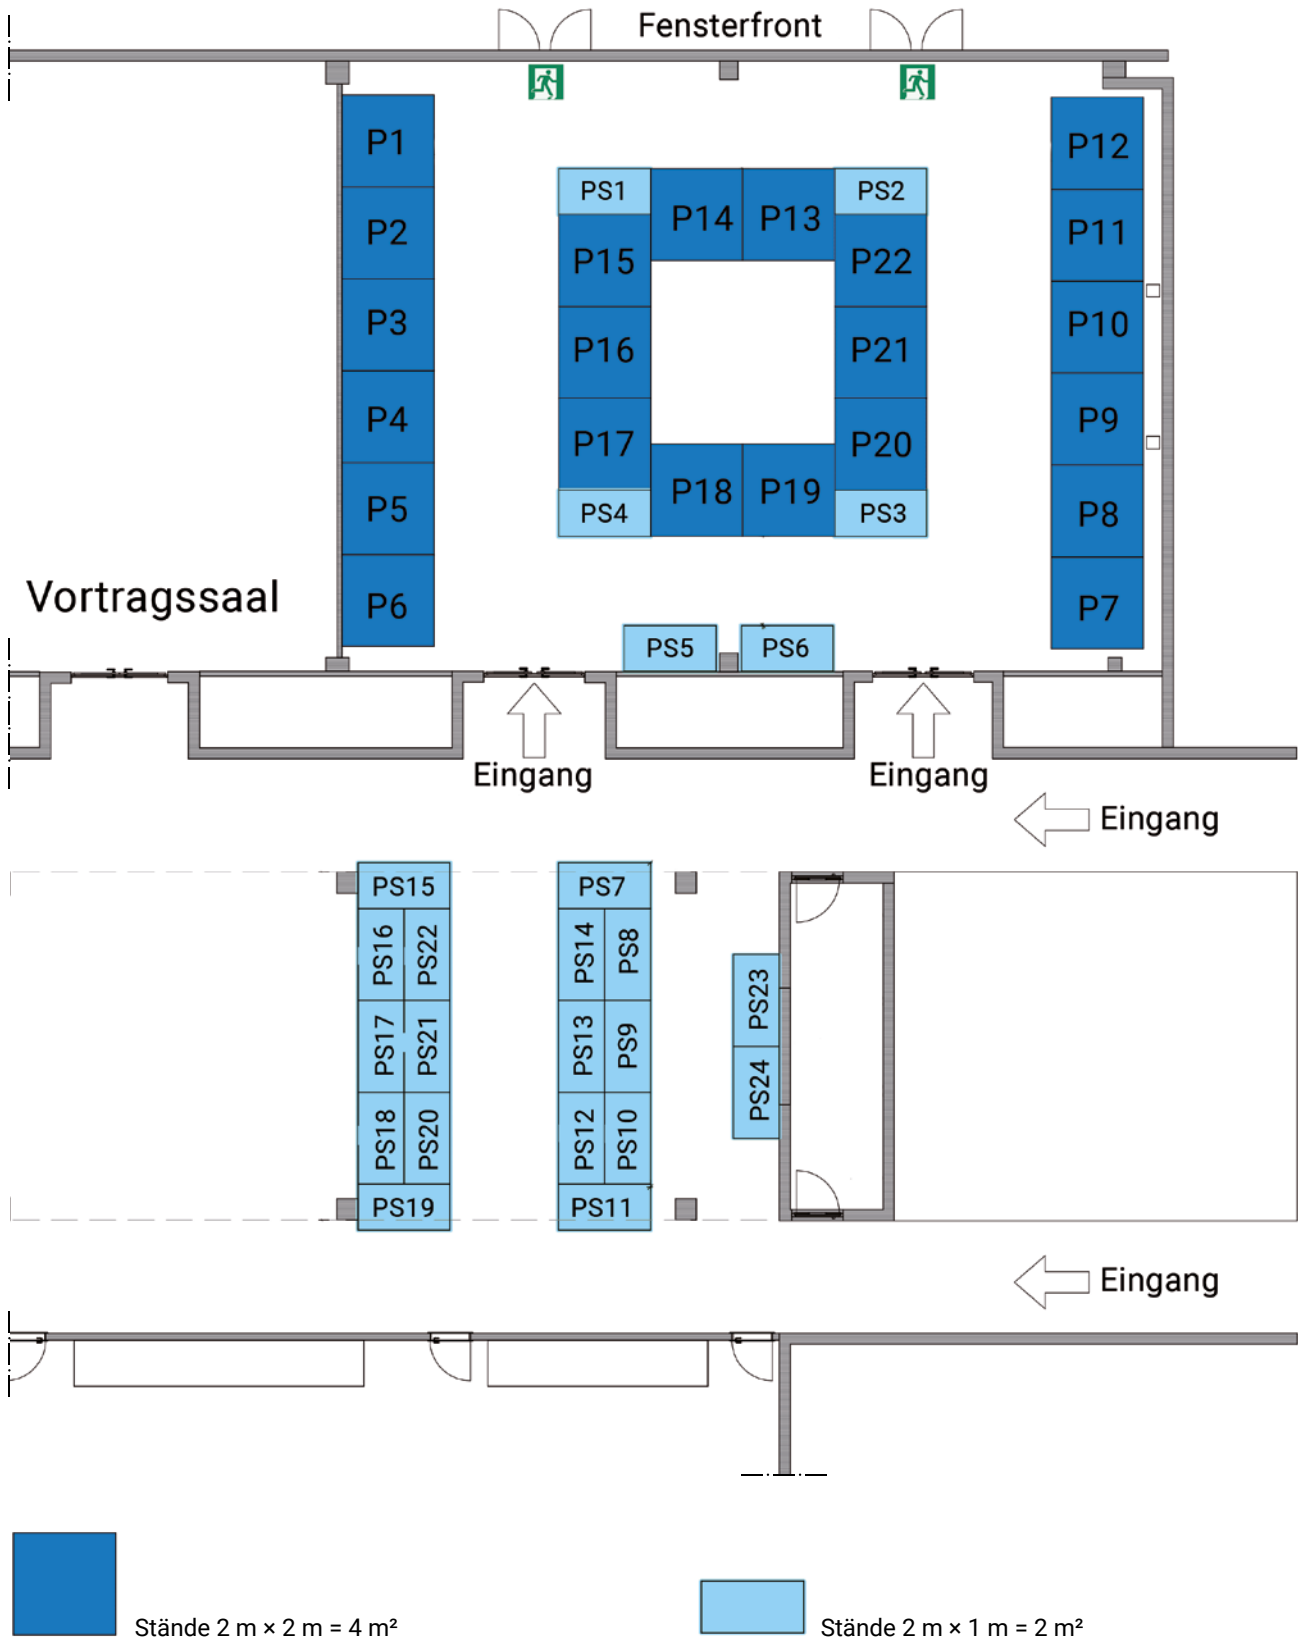 Fensterfront
P1
P2
P3
P4
P5
P6
PS1
P14
P13
PS2
P15
P22
P16
P21
P17
P20
PS4
P18
P19
PS3
P12
P11
P10
P9
P8
P7
Vortragssaal
PS5
PS6
Eingang
Eingang
Eingang
PS15
PS16
PS22
PS17
PS21
PS18
PS20
PS19
PS7
PS14
PS8
PS13
PS9
PS12
PS10
PS11
PS23
PS24
Eingang
Stände 2 m × 2 m = 4 m²
Stände 2 m × 1 m = 2 m²